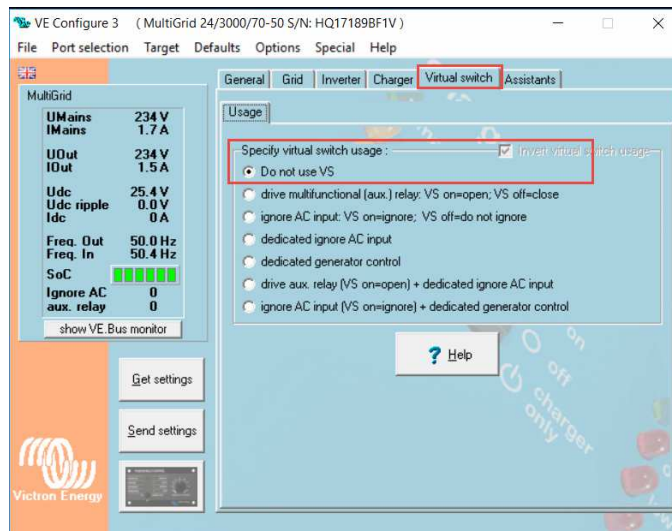 VE Configure 3 ( MultiGrid 24/3000/70-50 S/N: HQ17189BF1V )
File Port selection Target Defaults Options Special Help
MultiGrid
UMains 234 V
IMains 1.7 A
UOut 234 V
IOut 1.5 A
Udc 25.4 V
Udc ripple 0.0 V
Idc 0 A
Freq. Out 50.0 Hz
Freq. In 50.4 Hz
SoC
Ignore AC 0
aux. relay 0
show VE.Bus monitor
Get settings
Send settings
Victron Energy
General Grid Inverter Charger Virtual switch Assistants
Usage
Specify virtual switch usage : Invert virtual switch usage
Do not use VS
drive multifunctional (aux.) relay: VS on=open; VS off=close
ignore AC input: VS on=ignore; VS off=do not ignore
dedicated ignore AC input
dedicated generator control
drive aux. relay (VS on=open) + dedicated ignore AC input
ignore AC input (VS on=ignore) + dedicated generator control
? Help
on
off
charger
only